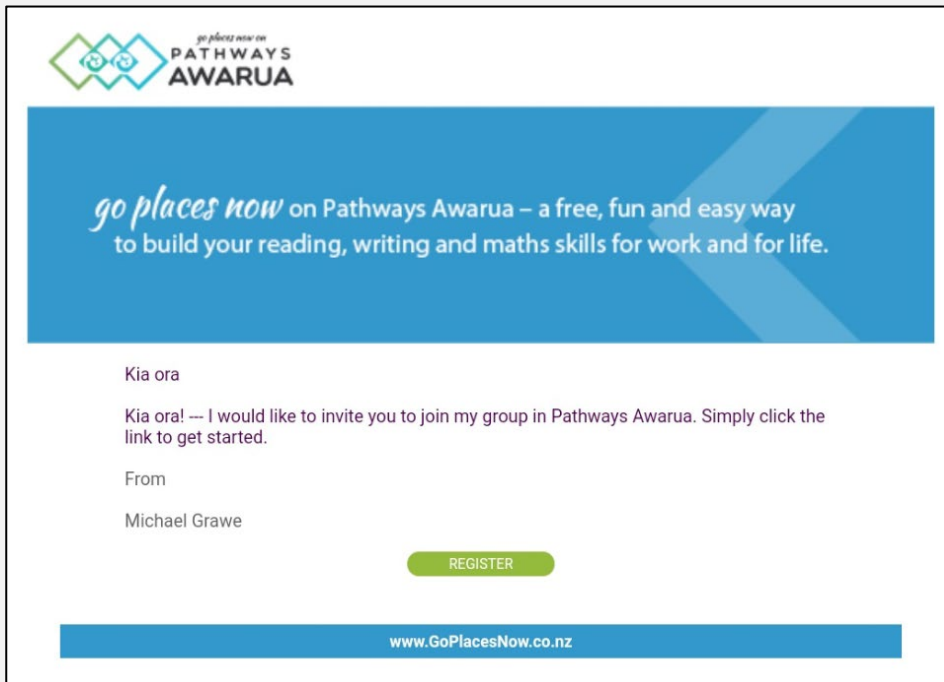 go places now on
PATHWAYS
AWARUA
go places now on Pathways Awarua – a free, fun and easy way
to build your reading, writing and maths skills for work and for life.
Kia ora
Kia ora! --- I would like to invite you to join my group in Pathways Awarua. Simply click the
link to get started.
From
Michael Grawe
REGISTER
www.GoPlacesNow.co.nz